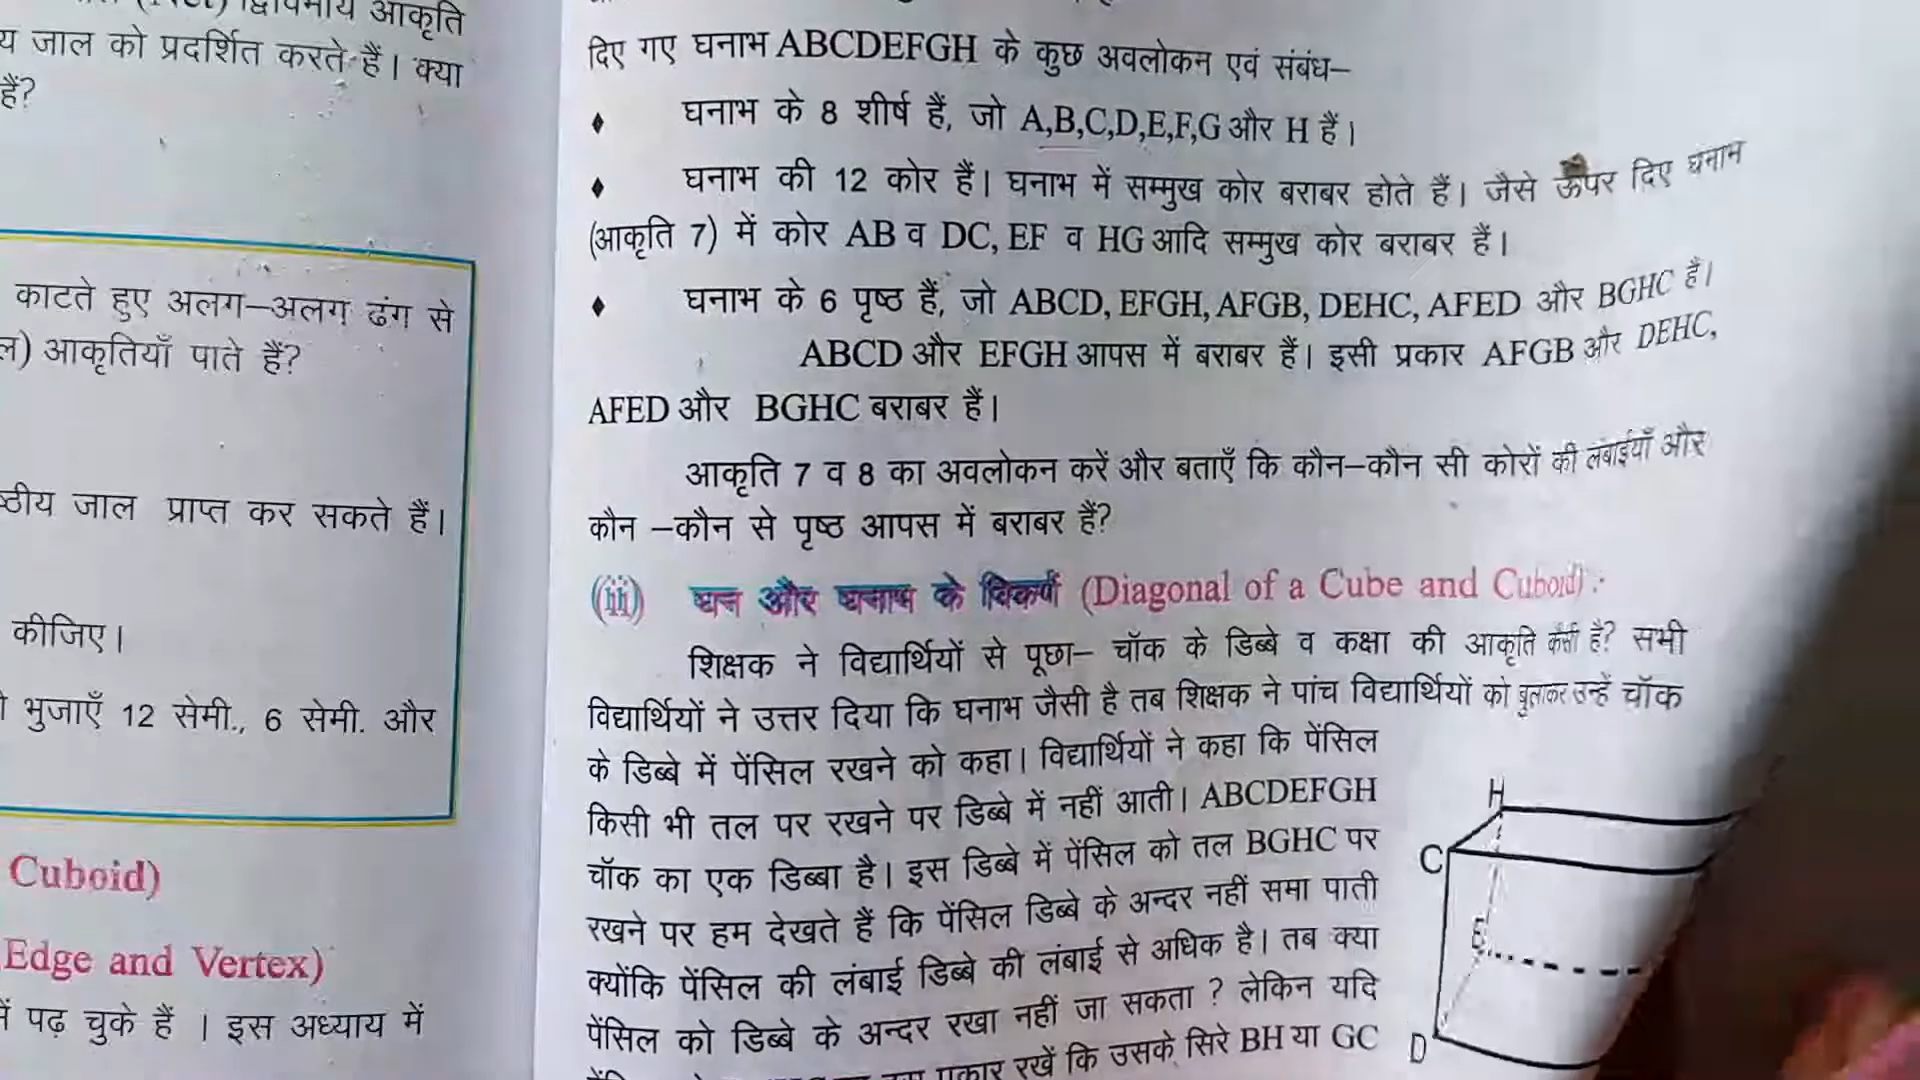 द्विविमीय आकृति
य जाल को प्रदर्शित करते हैं। क्या
हैं?
काटते हुए अलग–अलग ढंग से
ल) आकृतियाँ पाते हैं?
ष्ठीय जाल प्राप्त कर सकते हैं।
कीजिए।
भुजाएँ 12 सेमी., 6 सेमी. और
Cuboid)
Edge and Vertex)
में पढ़ चुके हैं । इस अध्याय में
दिए गए घनाभ ABCDEFGH के कुछ अवलोकन एवं संबंध–
♦ घनाभ के 8 शीर्ष हैं, जो A,B,C,D,E,F,G और H हैं।
♦ घनाभ की 12 कोर हैं। घनाभ में सम्मुख कोर बराबर होते हैं। जैसे ऊपर दिए घनाभ
(आकृति 7) में कोर AB व DC, EF व HG आदि सम्मुख कोर बराबर हैं।
♦ घनाभ के 6 पृष्ठ हैं, जो ABCD, EFGH, AFGB, DEHC, AFED और BGHC हैं।
ABCD और EFGH आपस में बराबर हैं। इसी प्रकार AFGB और DEHC,
AFED और BGHC बराबर हैं।
आकृति 7 व 8 का अवलोकन करें और बताएँ कि कौन–कौन सी कोरों की लंबाईयाँ और
कौन –कौन से पृष्ठ आपस में बराबर हैं?
(ii) घन और घनाभ के विकर्ण (Diagonal of a Cube and Cuboid) :
शिक्षक ने विद्यार्थियों से पूछा– चॉक के डिब्बे व कक्षा की आकृति कैसी है? सभी
विद्यार्थियों ने उत्तर दिया कि घनाभ जैसी है तब शिक्षक ने पांच विद्यार्थियों को बुलाकर उन्हें चॉक
के डिब्बे में पेंसिल रखने को कहा। विद्यार्थियों ने कहा कि पेंसिल
किसी भी तल पर रखने पर डिब्बे में नहीं आती। ABCDEFGH
चॉक का एक डिब्बा है। इस डिब्बे में पेंसिल को तल BGHC पर
रखने पर हम देखते हैं कि पेंसिल डिब्बे के अन्दर नहीं समा पाती
क्योंकि पेंसिल की लंबाई डिब्बे की लंबाई से अधिक है। तब क्या
पेंसिल को डिब्बे के अन्दर रखा नहीं जा सकता ? लेकिन यदि
प्रकार रखें कि उसके सिरे BH या GC
H
C
E
D